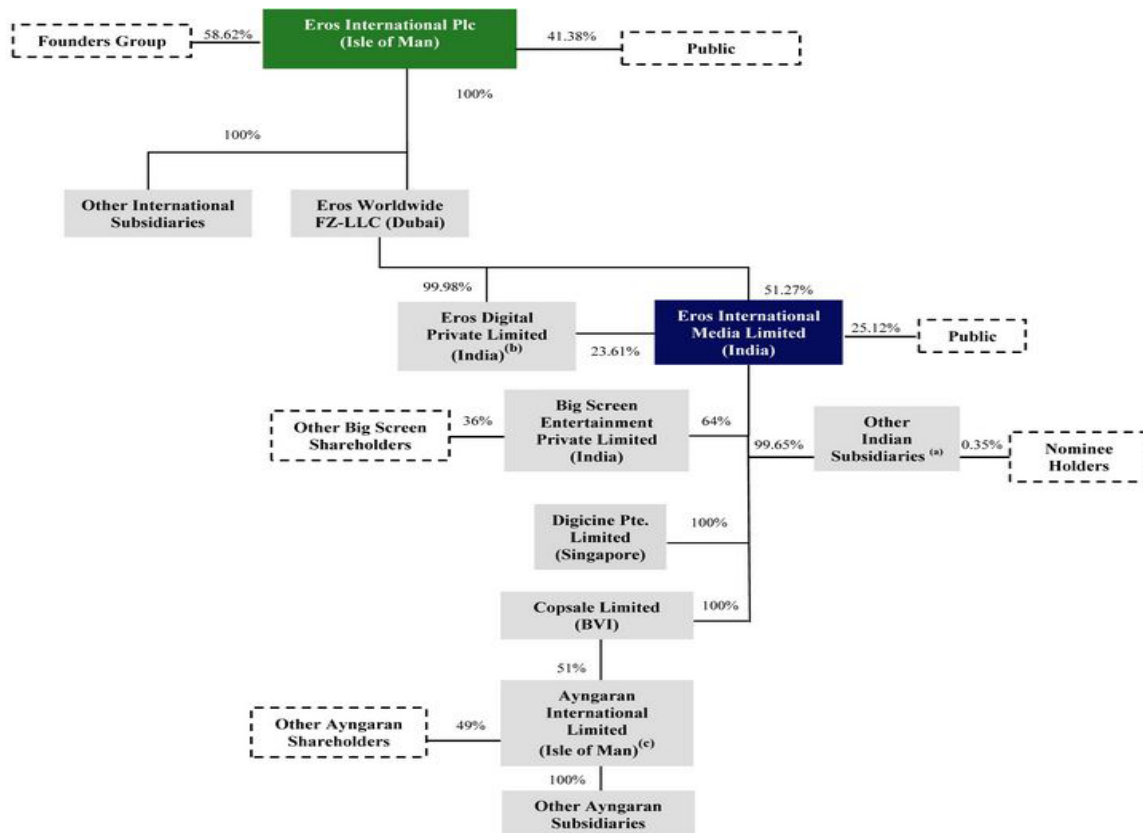 Eros International Plc
(Isle of Man)
Founders Group
58.62%
41.38%
Public
100%
100%
Other International
Subsidiaries
Eros Worldwide
FZ-LLC (Dubai)
99.98%
51.27%
Eros Digital
Private Limited
(India)(b)
23.61%
Eros International
Media Limited
(India)
25.12%
Public
Other Big Screen
Shareholders
36%
Big Screen
Entertainment
Private Limited
(India)
64%
99.65%
Other
Indian
Subsidiaries (a)
0.35%
Nominee
Holders
Digicine Pte.
Limited
(Singapore)
100%
Copsale Limited
(BVI)
100%
51%
Other Ayngaran
Shareholders
49%
Ayngaran
International
Limited
(Isle of Man)(c)
100%
Other Ayngaran
Subsidiaries